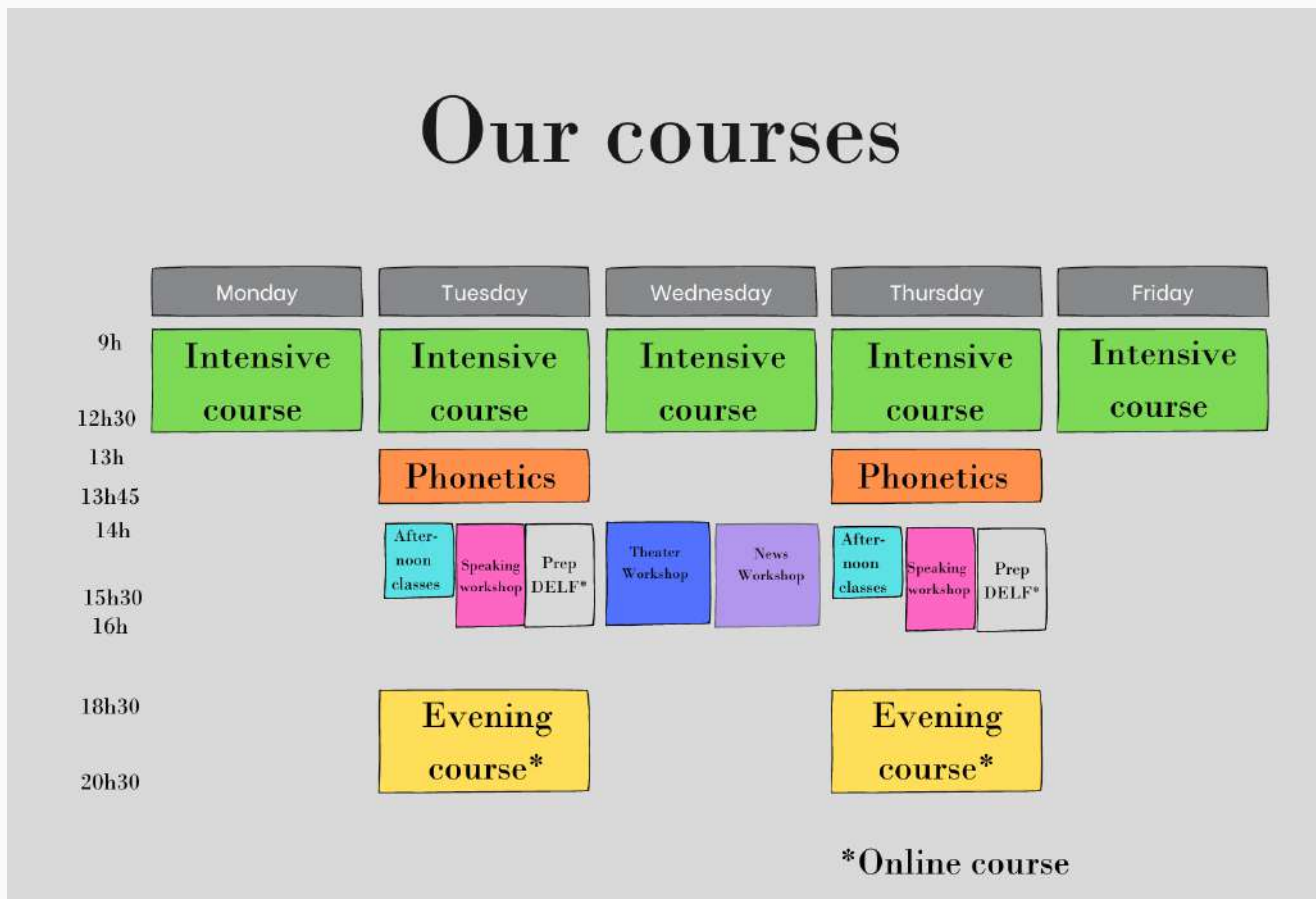 Our courses
Monday
Tuesday
Wednesday
Thursday
Friday
9h
12h30
Intensive
course
Intensive
course
Intensive
course
Intensive
course
Intensive
course
13h
13h45
Phonetics
Phonetics
14h
15h30
16h
After-
noon
classes
Speaking
workshop
Prep
DELF*
Theater
Workshop
News
Workshop
After-
noon
classes
Speaking
workshop
Prep
DELF*
18h30
20h30
Evening
course*
Evening
course*
*Online course